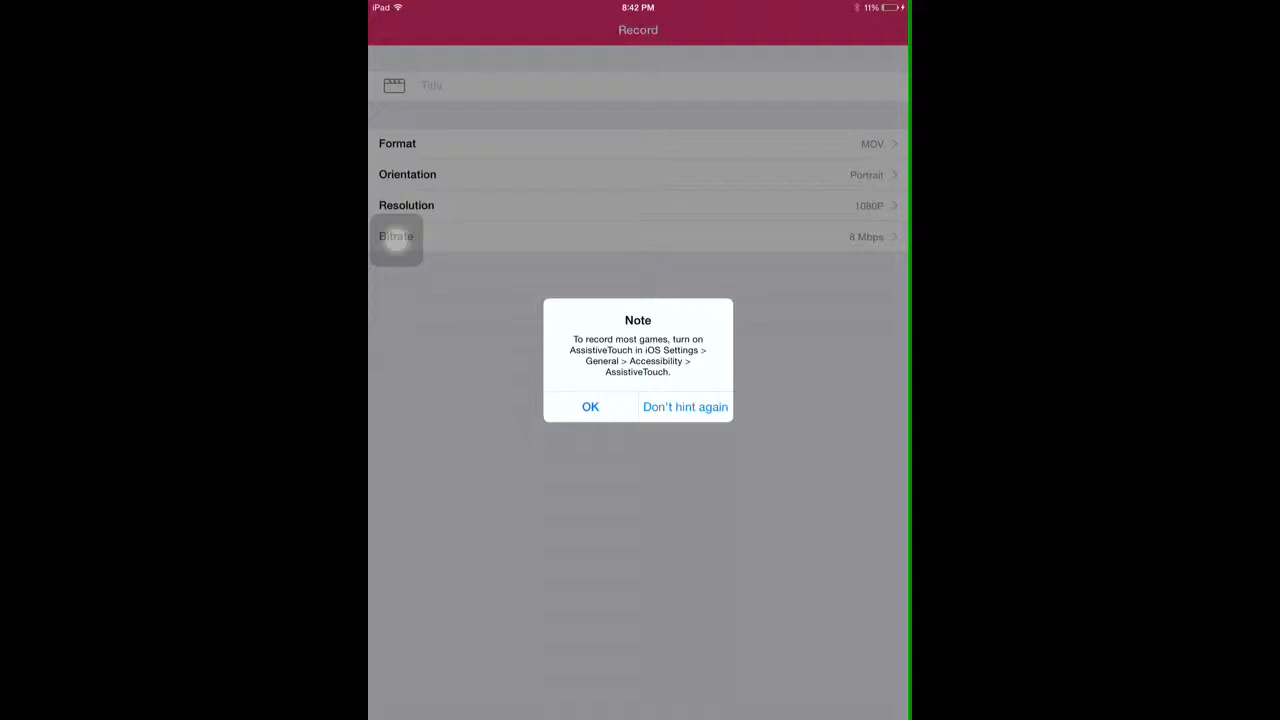 iPad 8:42 PM 11%
Record
Title
Format MOV
Orientation Portrait
Resolution 1080P
Bitrate 8 Mbps
Note
To record most games, turn on
AssistiveTouch in iOS Settings >
General > Accessibility >
AssistiveTouch.
OK Don't hint again